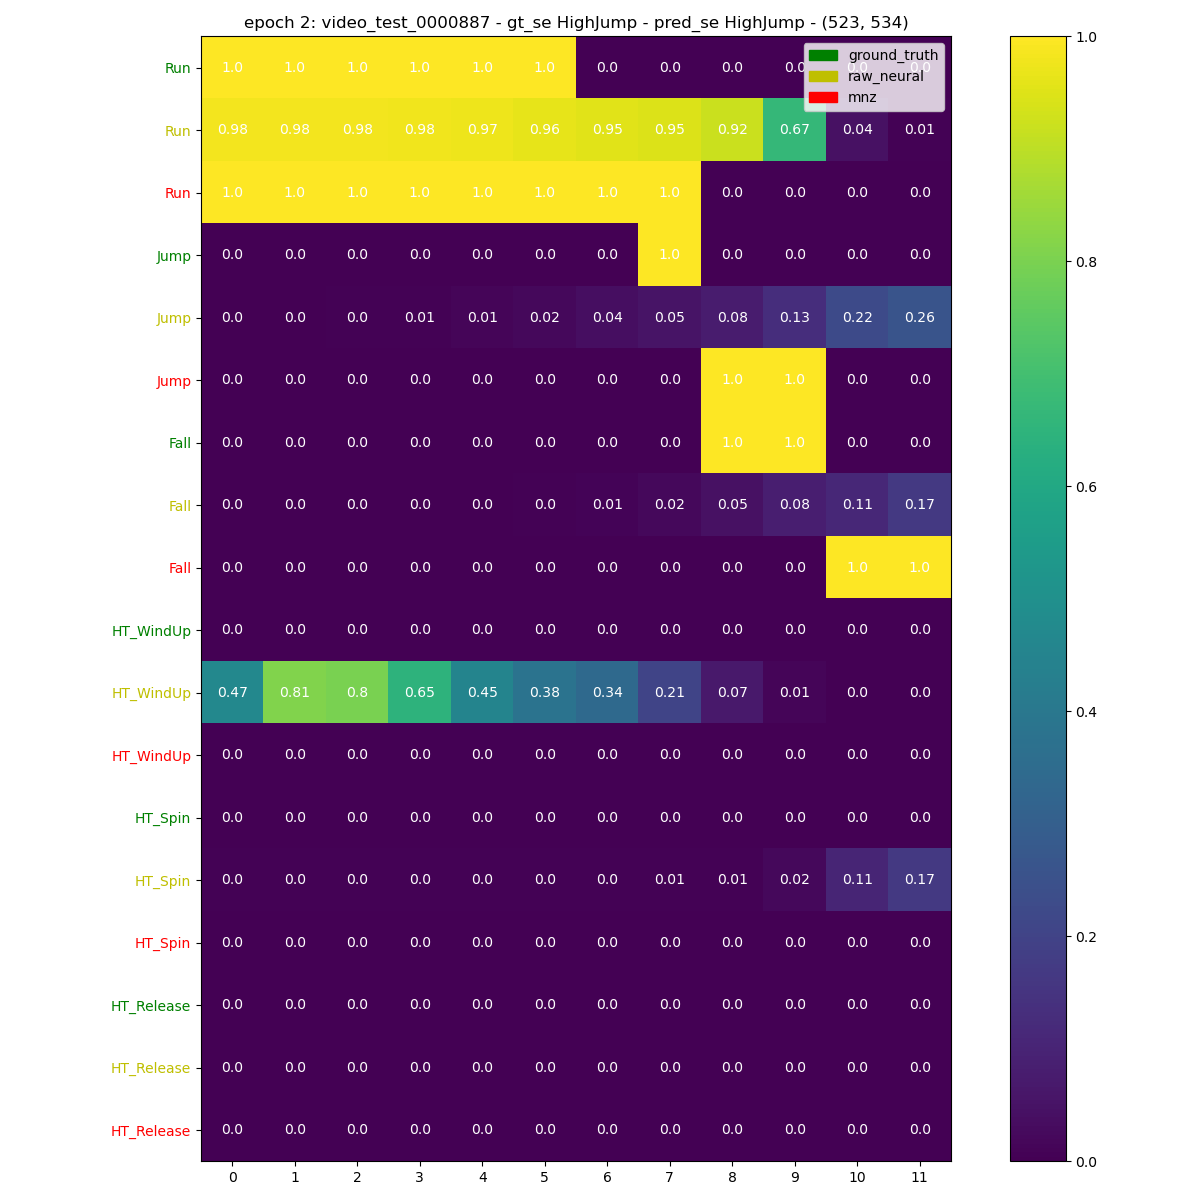 epoch 2: video_test_0000887 - gt_se HighJump - pred_se HighJump - (523, 534)
ground_truth
raw_neural
mnz
Run 1.0 1.0 1.0 1.0 1.0 1.0 0.0 0.0 0.0 0.0 0.0 0.0
Run 0.98 0.98 0.98 0.98 0.97 0.96 0.95 0.95 0.92 0.67 0.04 0.01
Run 1.0 1.0 1.0 1.0 1.0 1.0 1.0 1.0 0.0 0.0 0.0 0.0
Jump 0.0 0.0 0.0 0.0 0.0 0.0 0.0 1.0 0.0 0.0 0.0 0.0
Jump 0.0 0.0 0.0 0.01 0.01 0.02 0.04 0.05 0.08 0.13 0.22 0.26
Jump 0.0 0.0 0.0 0.0 0.0 0.0 0.0 0.0 1.0 1.0 0.0 0.0
Fall 0.0 0.0 0.0 0.0 0.0 0.0 0.0 0.0 1.0 1.0 0.0 0.0
Fall 0.0 0.0 0.0 0.0 0.0 0.0 0.01 0.02 0.05 0.08 0.11 0.17
Fall 0.0 0.0 0.0 0.0 0.0 0.0 0.0 0.0 0.0 0.0 1.0 1.0
HT_WindUp 0.0 0.0 0.0 0.0 0.0 0.0 0.0 0.0 0.0 0.0 0.0 0.0
HT_WindUp 0.47 0.81 0.8 0.65 0.45 0.38 0.34 0.21 0.07 0.01 0.0 0.0
HT_WindUp 0.0 0.0 0.0 0.0 0.0 0.0 0.0 0.0 0.0 0.0 0.0 0.0
HT_Spin 0.0 0.0 0.0 0.0 0.0 0.0 0.0 0.0 0.0 0.0 0.0 0.0
HT_Spin 0.0 0.0 0.0 0.0 0.0 0.0 0.0 0.01 0.01 0.02 0.11 0.17
HT_Spin 0.0 0.0 0.0 0.0 0.0 0.0 0.0 0.0 0.0 0.0 0.0 0.0
HT_Release 0.0 0.0 0.0 0.0 0.0 0.0 0.0 0.0 0.0 0.0 0.0 0.0
HT_Release 0.0 0.0 0.0 0.0 0.0 0.0 0.0 0.0 0.0 0.0 0.0 0.0
HT_Release 0.0 0.0 0.0 0.0 0.0 0.0 0.0 0.0 0.0 0.0 0.0 0.0
0 1 2 3 4 5 6 7 8 9 10 11
1.0
0.8
0.6
0.4
0.2
0.0